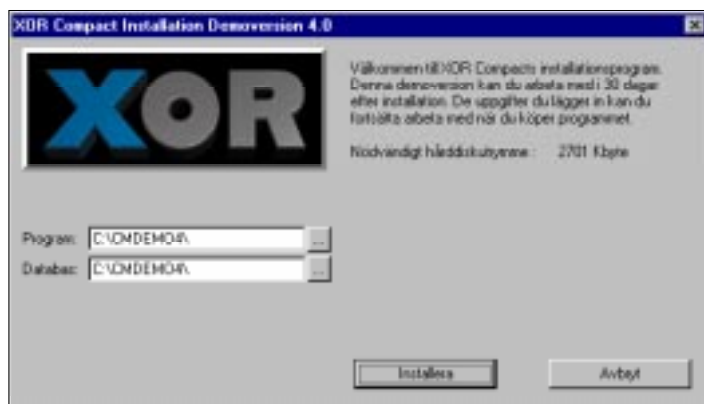 XOR Compact Installation Demoversion 4.0
XOR
Välkommen till XOR Compacts installationsprogram.
Denna demoversion kan du arbeta med i 30 dagar
efter installation. De uppgifter du lägger in kan du
fortsätta arbeta med när du köper programmet.
Nödvändigt hårddiskutrymme: 2701 Kbyte
Program: C:\CMDEMO4\ ...
Databas: C:\CMDEMO4\ ...
Installera Avbryt